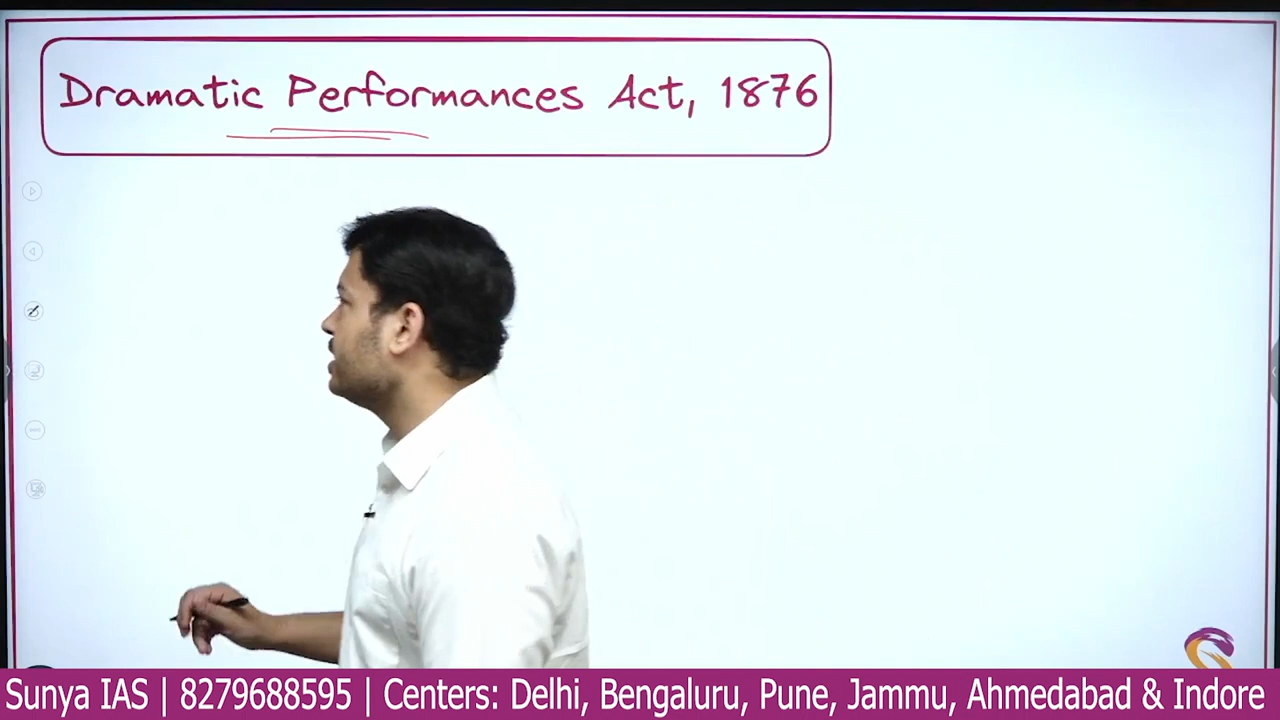 Dramatic Performances Act, 1876
Sunya IAS | 8279688595 | Centers: Delhi, Bengaluru, Pune, Jammu, Ahmedabad & Indore